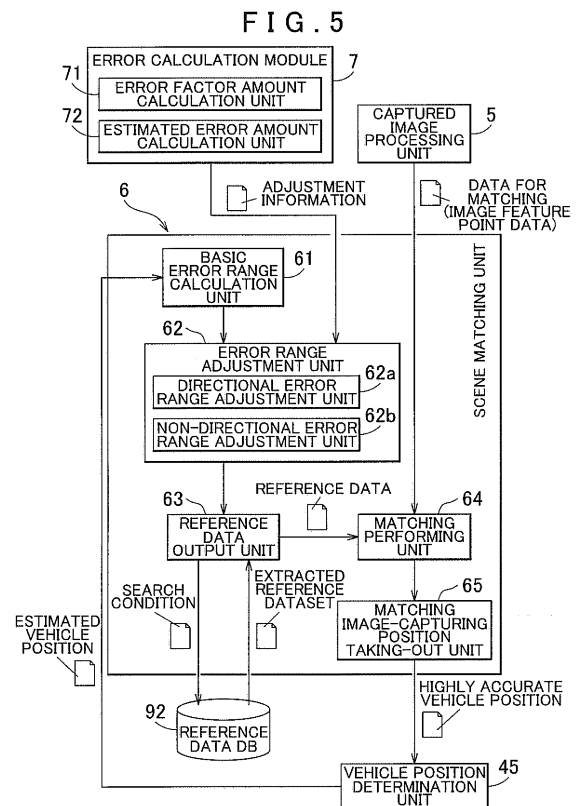 FIG.5
ERROR CALCULATION MODULE
7
71
ERROR FACTOR AMOUNT
CALCULATION UNIT
72
ESTIMATED ERROR AMOUNT
CALCULATION UNIT
5
CAPTURED
IMAGE
PROCESSING
UNIT
ADJUSTMENT
INFORMATION
DATA FOR
MATCHING
(IMAGE FEATURE
POINT DATA)
6
BASIC
ERROR RANGE
CALCULATION
UNIT
61
SCENE MATCHING UNIT
62
ERROR RANGE
ADJUSTMENT UNIT
62a
DIRECTIONAL ERROR
RANGE ADJUSTMENT UNIT
62b
NON-DIRECTIONAL ERROR
RANGE ADJUSTMENT UNIT
63
REFERENCE
DATA
OUTPUT UNIT
REFERENCE DATA
64
MATCHING
PERFORMING
UNIT
SEARCH
CONDITION
EXTRACTED
REFERENCE
DATASET
65
MATCHING
IMAGE-CAPTURING
POSITION
TAKING-OUT UNIT
ESTIMATED
VEHICLE
POSITION
92
REFERENCE
DATA DB
HIGHLY ACCURATE
VEHICLE POSITION
45
VEHICLE POSITION
DETERMINATION
UNIT